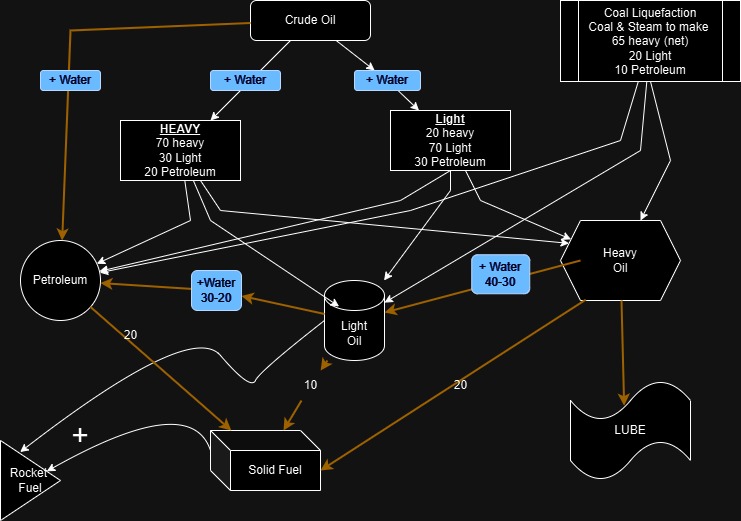 Crude Oil
Coal Liquefaction
Coal & Steam to make
65 heavy (net)
20 Light
10 Petroleum
+ Water
+ Water
+ Water
HEAVY
70 heavy
30 Light
20 Petroleum
Light
20 heavy
70 Light
30 Petroleum
Petroleum
+Water
30-20
Light
Oil
+ Water
40-30
Heavy
Oil
20
10
20
+
Rocket
Fuel
Solid Fuel
LUBE